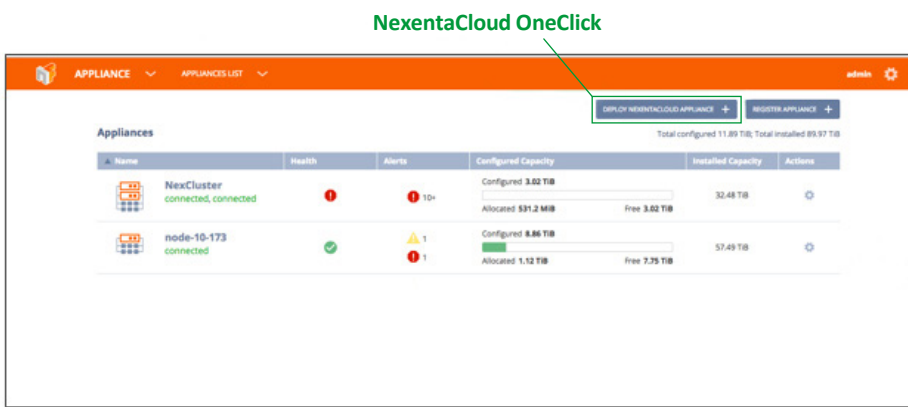 NexentaCloud OneClick
APPLIANCE APPLIANCES LIST admin
DEPLOY NEXENTACLOUD APPLIANCE + REGISTER APPLIANCE +
Appliances Total configured 11.89 TiB; Total installed 89.97 TiB
Name Health Alerts Configured Capacity Installed Capacity Actions
NexCluster
connected, connected
10+
Configured 3.02 TiB
Allocated 531.2 MiB Free 3.02 TiB
32.48 TiB
node-10-173
connected
1
1
Configured 8.86 TiB
Allocated 1.12 TiB Free 7.75 TiB
57.49 TiB